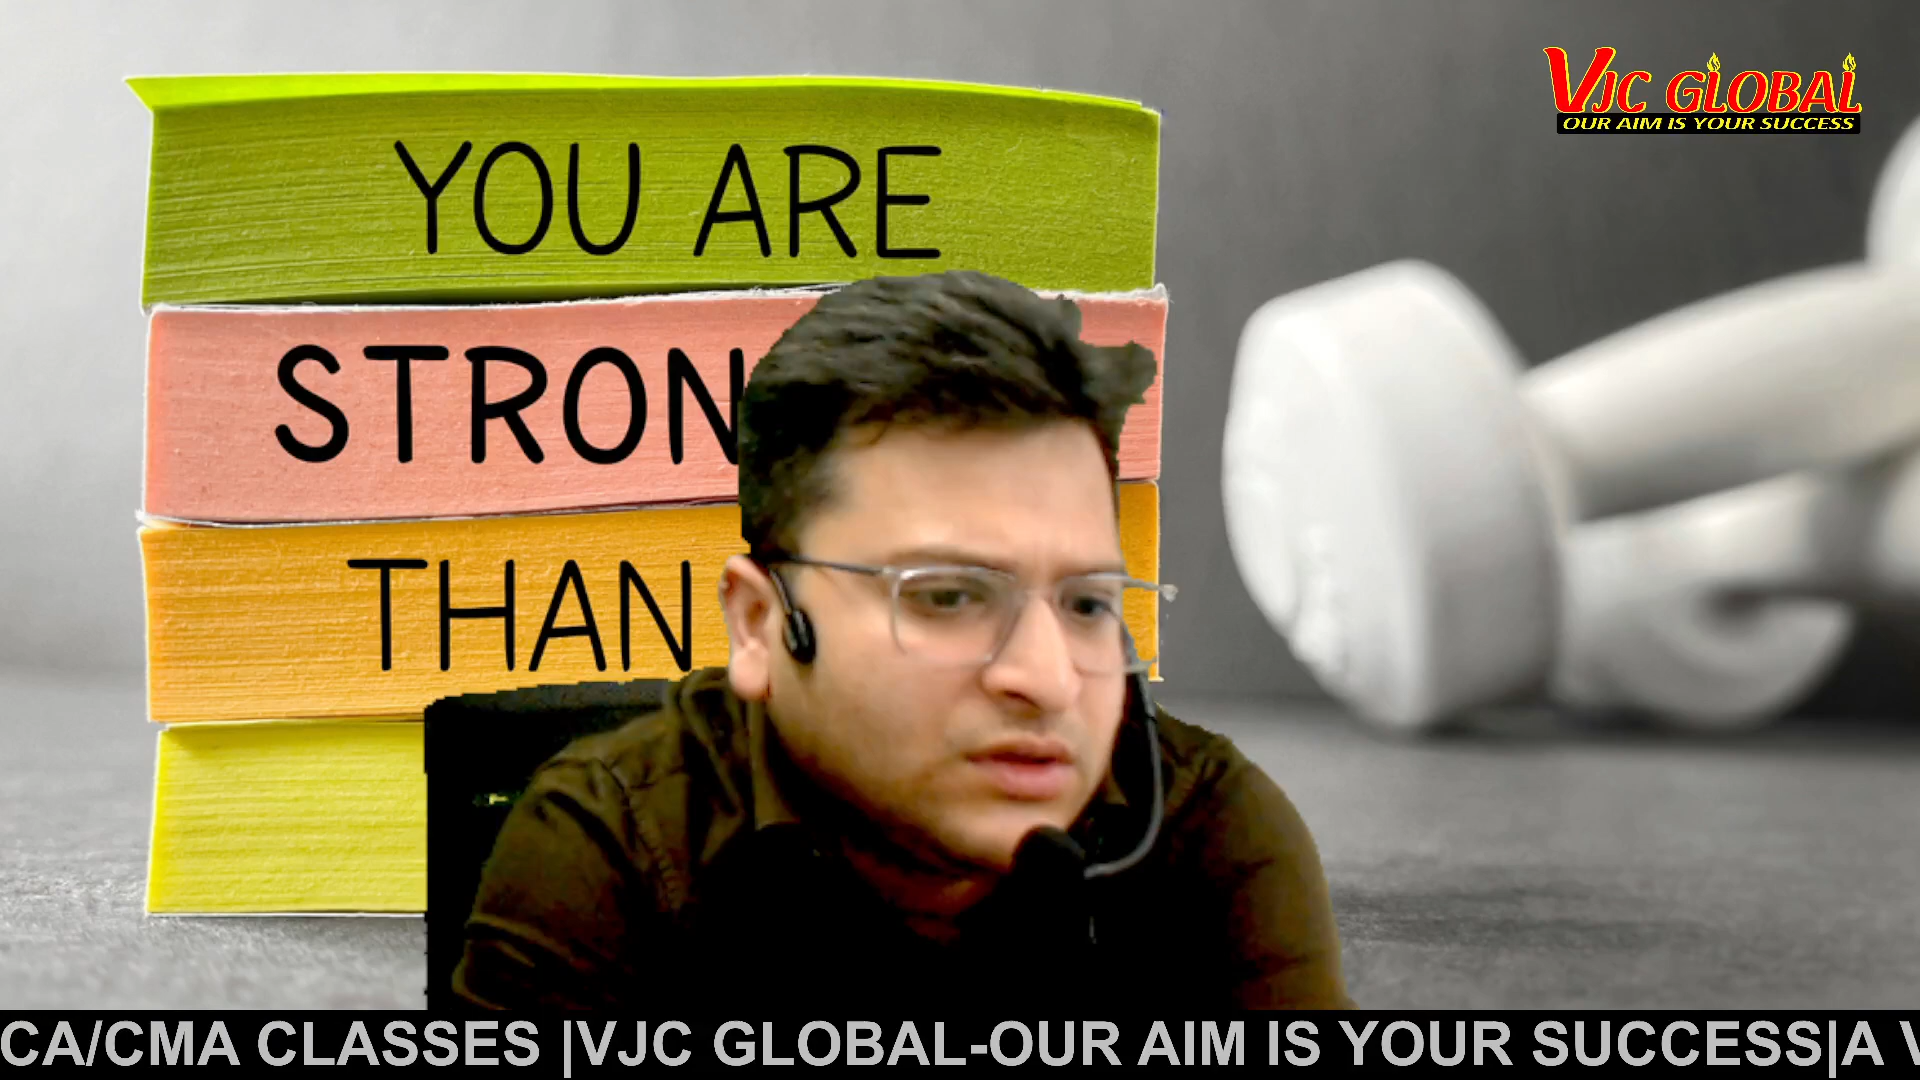 VJC GLOBAL
OUR AIM IS YOUR SUCCESS
YOU ARE
STRON
THAN
CA/CMA CLASSES |VJC GLOBAL-OUR AIM IS YOUR SUCCESS|A V